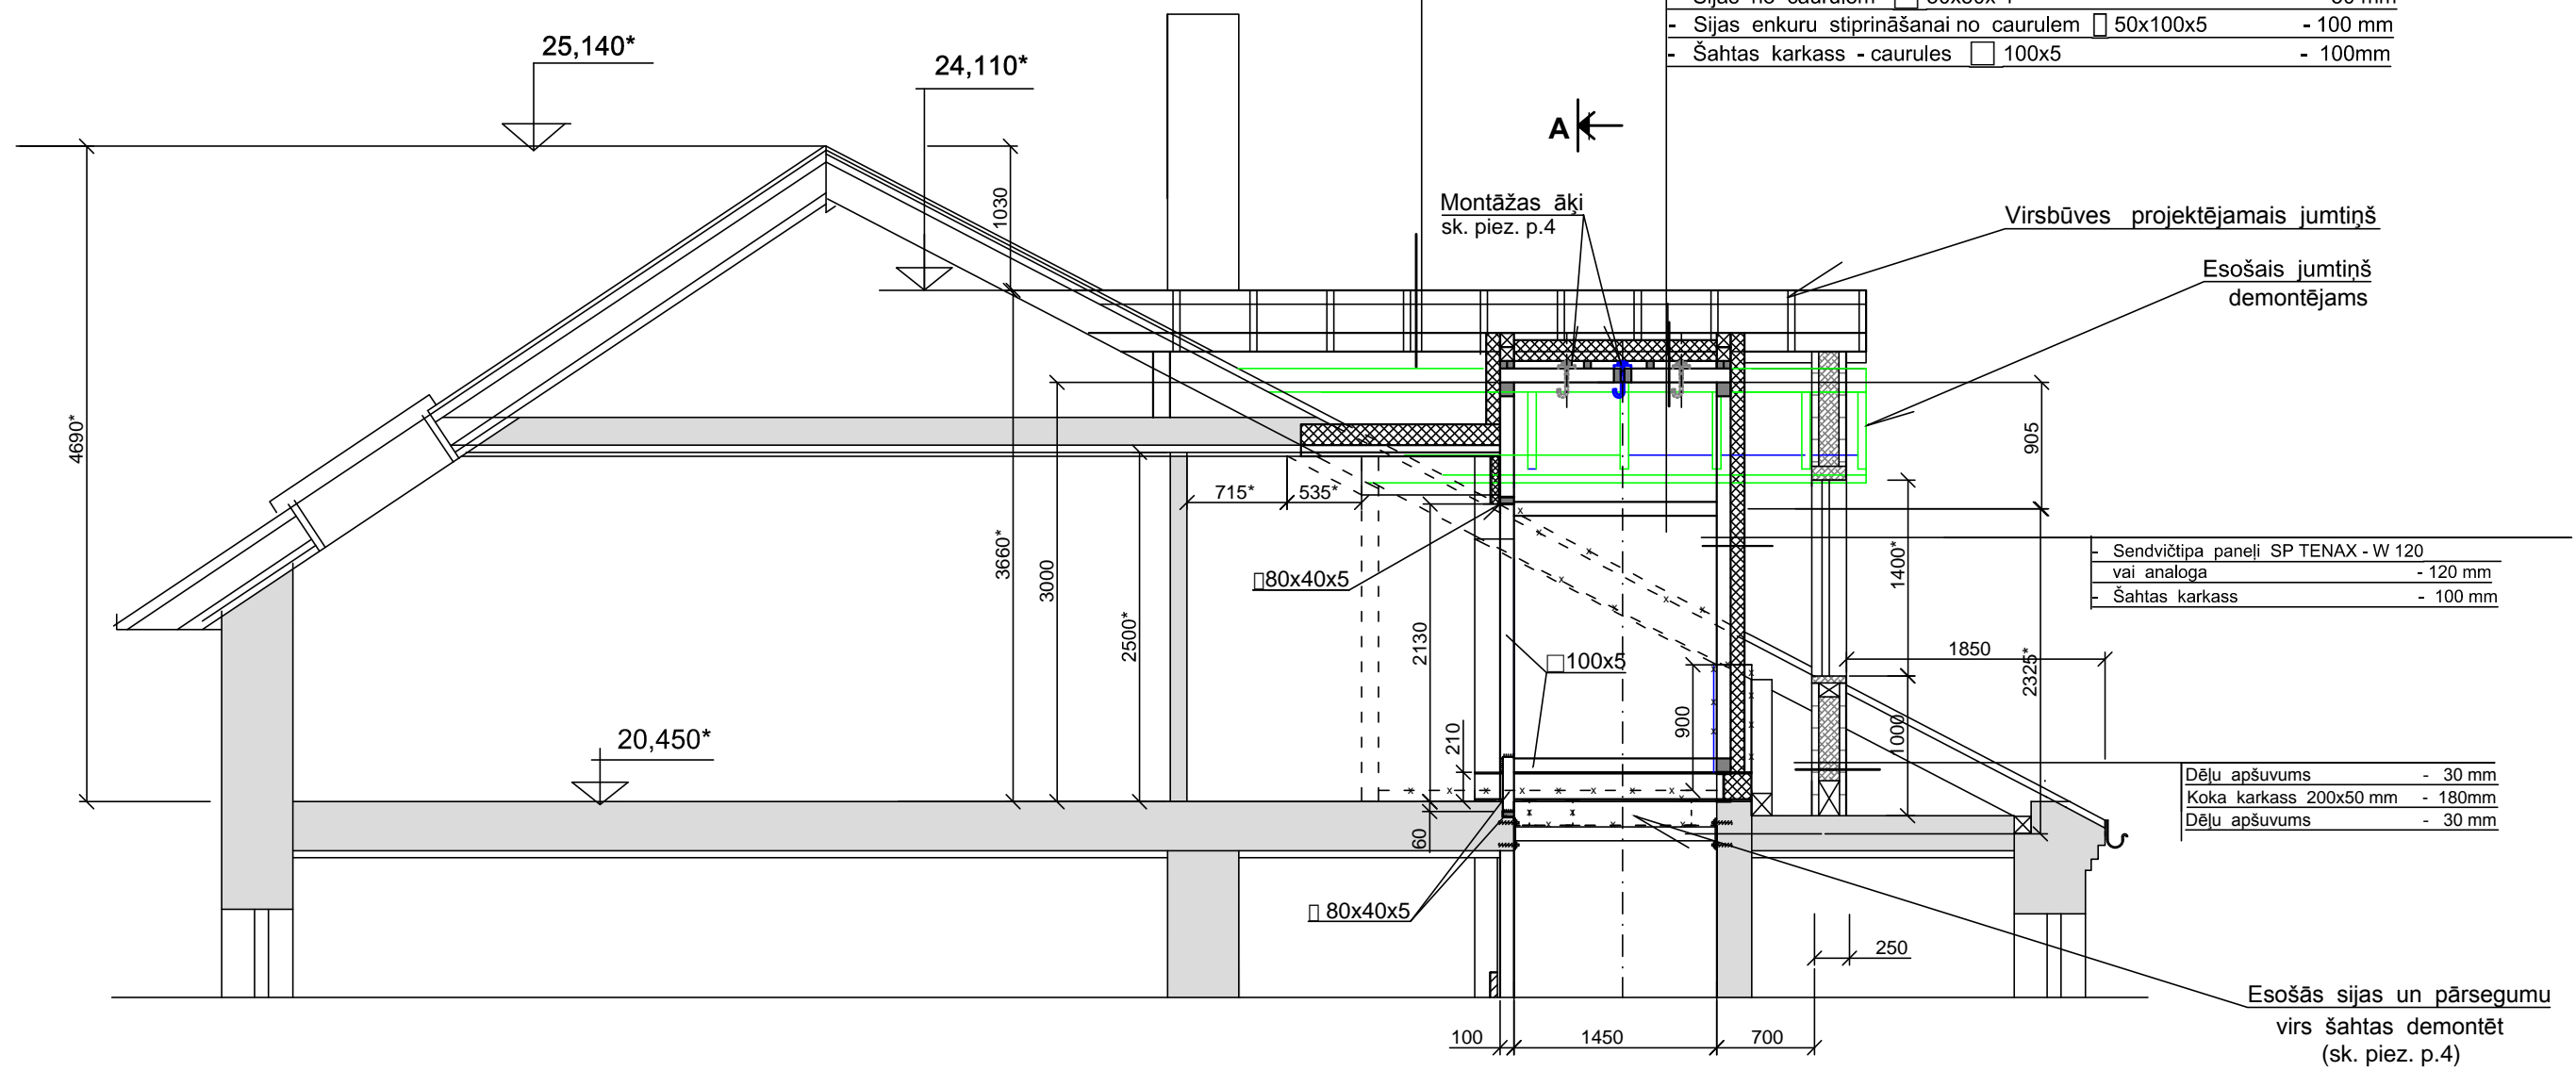 - Sijas enkuru stiprināšanai no caurulem ▯ 50x100x5 - 100 mm
- Šahtas karkass - caurules □ 100x5 - 100mm
25,140*
24,110*
A
1030
Montāžas āķi
sk. piez. p.4
Virsbūves projektējamais jumtiņš
Esošais jumtiņš
demontējams
4690*
715*
535*
3660*
3000
2500*
2130
▯80x40x5
905
1400*
- Sendvičtipa paneļi SP TENAX - W 120
vai analoga - 120 mm
- Šahtas karkass - 100 mm
□100x5
1850
2325*
900
1000
210
20,450*
60
Dēļu apšuvums - 30 mm
Koka karkass 200x50 mm - 180mm
Dēļu apšuvums - 30 mm
▯ 80x40x5
250
Esošās sijas un pārsegumu
virs šahtas demontēt
(sk. piez. p.4)
100
1450
700